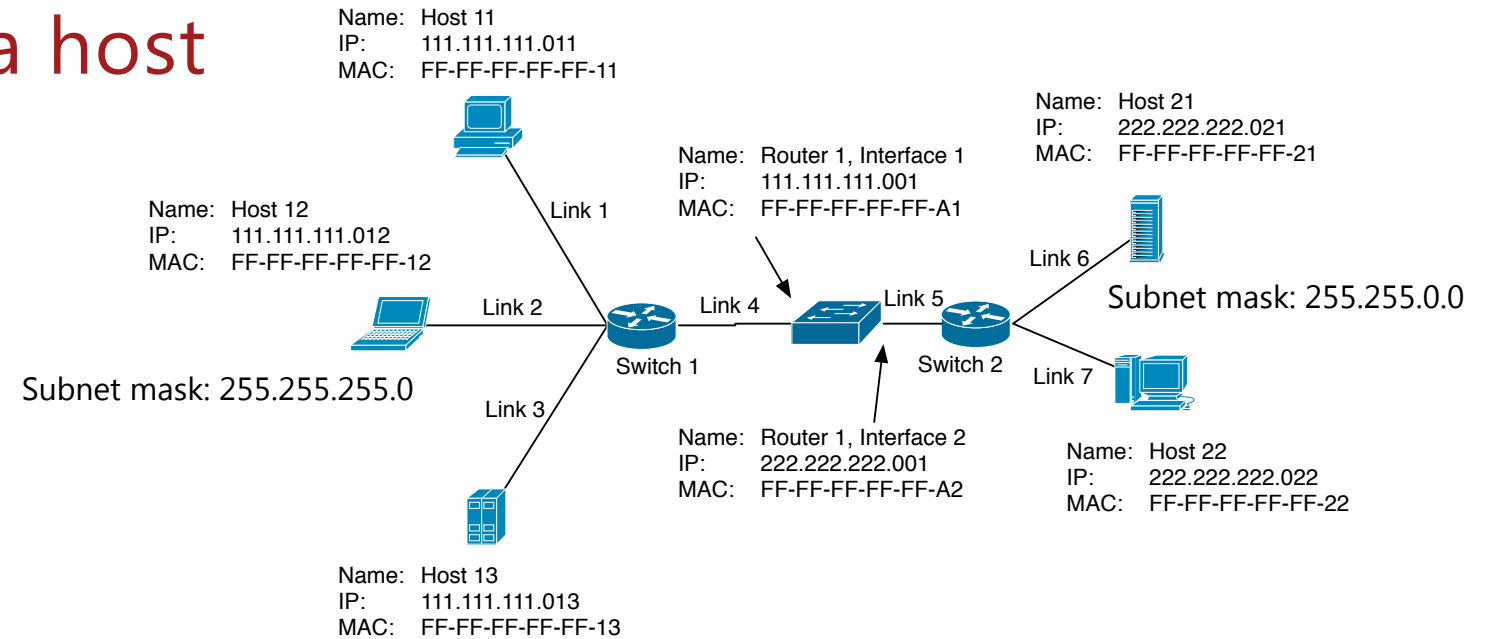 a host
Name: Host 11
IP: 111.111.111.011
MAC: FF-FF-FF-FF-FF-11
Name: Host 21
IP: 222.222.222.021
MAC: FF-FF-FF-FF-FF-21
Name: Router 1, Interface 1
IP: 111.111.111.001
MAC: FF-FF-FF-FF-FF-A1
Name: Host 12
IP: 111.111.111.012
MAC: FF-FF-FF-FF-FF-12
Link 1
Link 6
Link 2
Link 4
Link 5
Subnet mask: 255.255.0.0
Switch 1
Switch 2
Link 7
Subnet mask: 255.255.255.0
Link 3
Name: Router 1, Interface 2
IP: 222.222.222.001
MAC: FF-FF-FF-FF-FF-A2
Name: Host 22
IP: 222.222.222.022
MAC: FF-FF-FF-FF-FF-22
Name: Host 13
IP: 111.111.111.013
MAC: FF-FF-FF-FF-FF-13